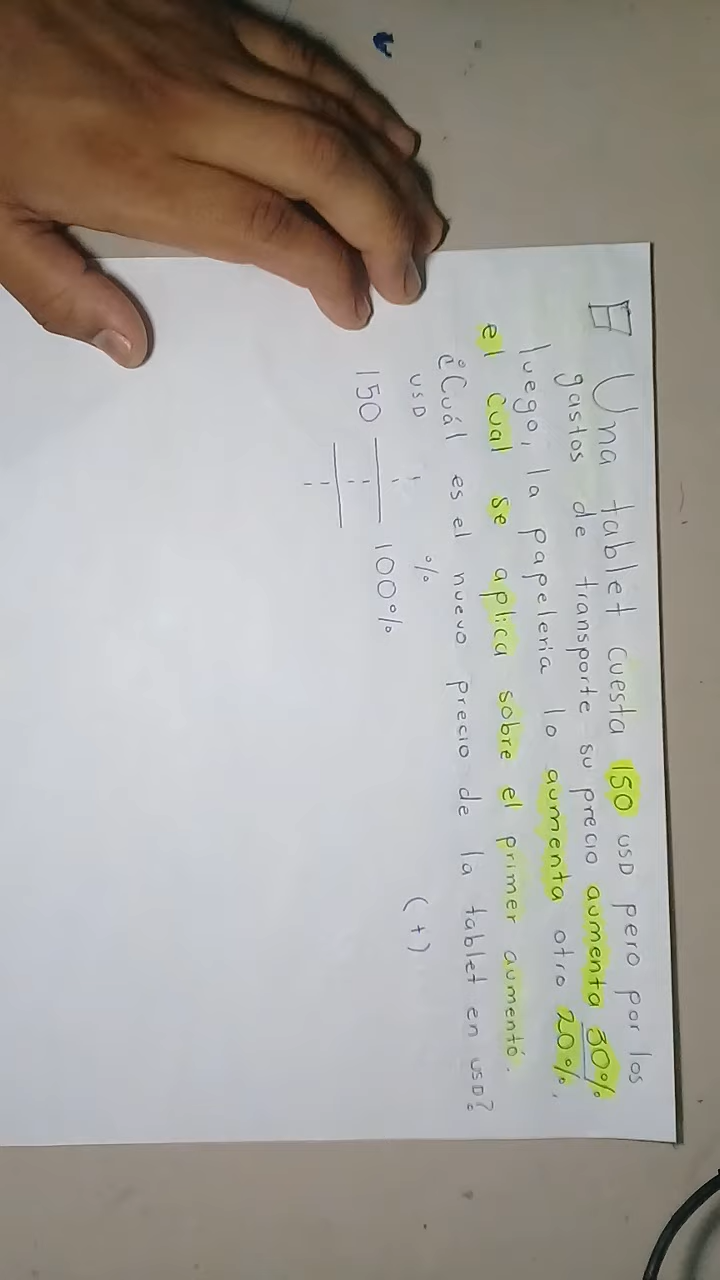 Una tablet cuesta 150 USD pero por los
gastos de transporte su precio aumenta 30%
luego, la papelería lo aumenta otro 20%,
el cual se aplica sobre el primer aumentó.
¿Cuál es el nuevo precio de la tablet en USD?
USD : % (+)
150 100%